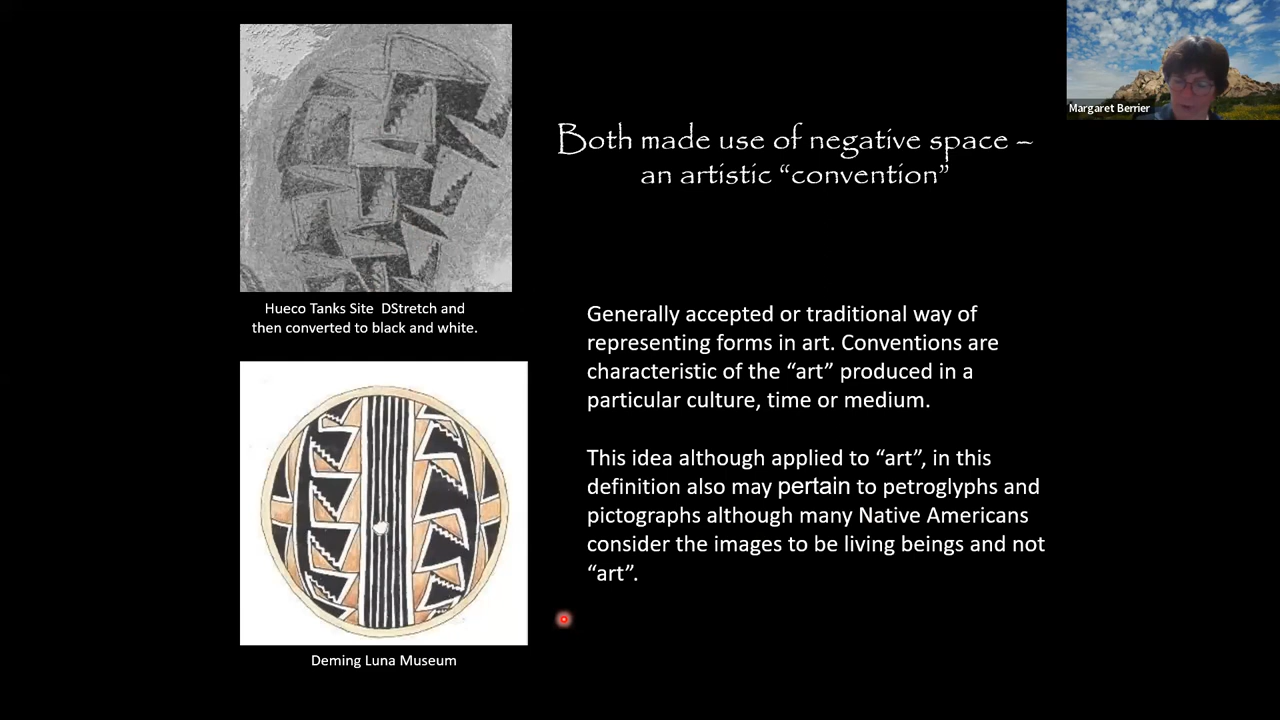 Margaret Berrier
Both made use of negative space –
an artistic “convention”
Hueco Tanks Site  DStretch and
then converted to black and white.
Generally accepted or traditional way of
representing forms in art. Conventions are
characteristic of the “art” produced in a
particular culture, time or medium.
This idea although applied to “art”, in this
definition also may pertain to petroglyphs and
pictographs although many Native Americans
consider the images to be living beings and not
“art”.
Deming Luna Museum